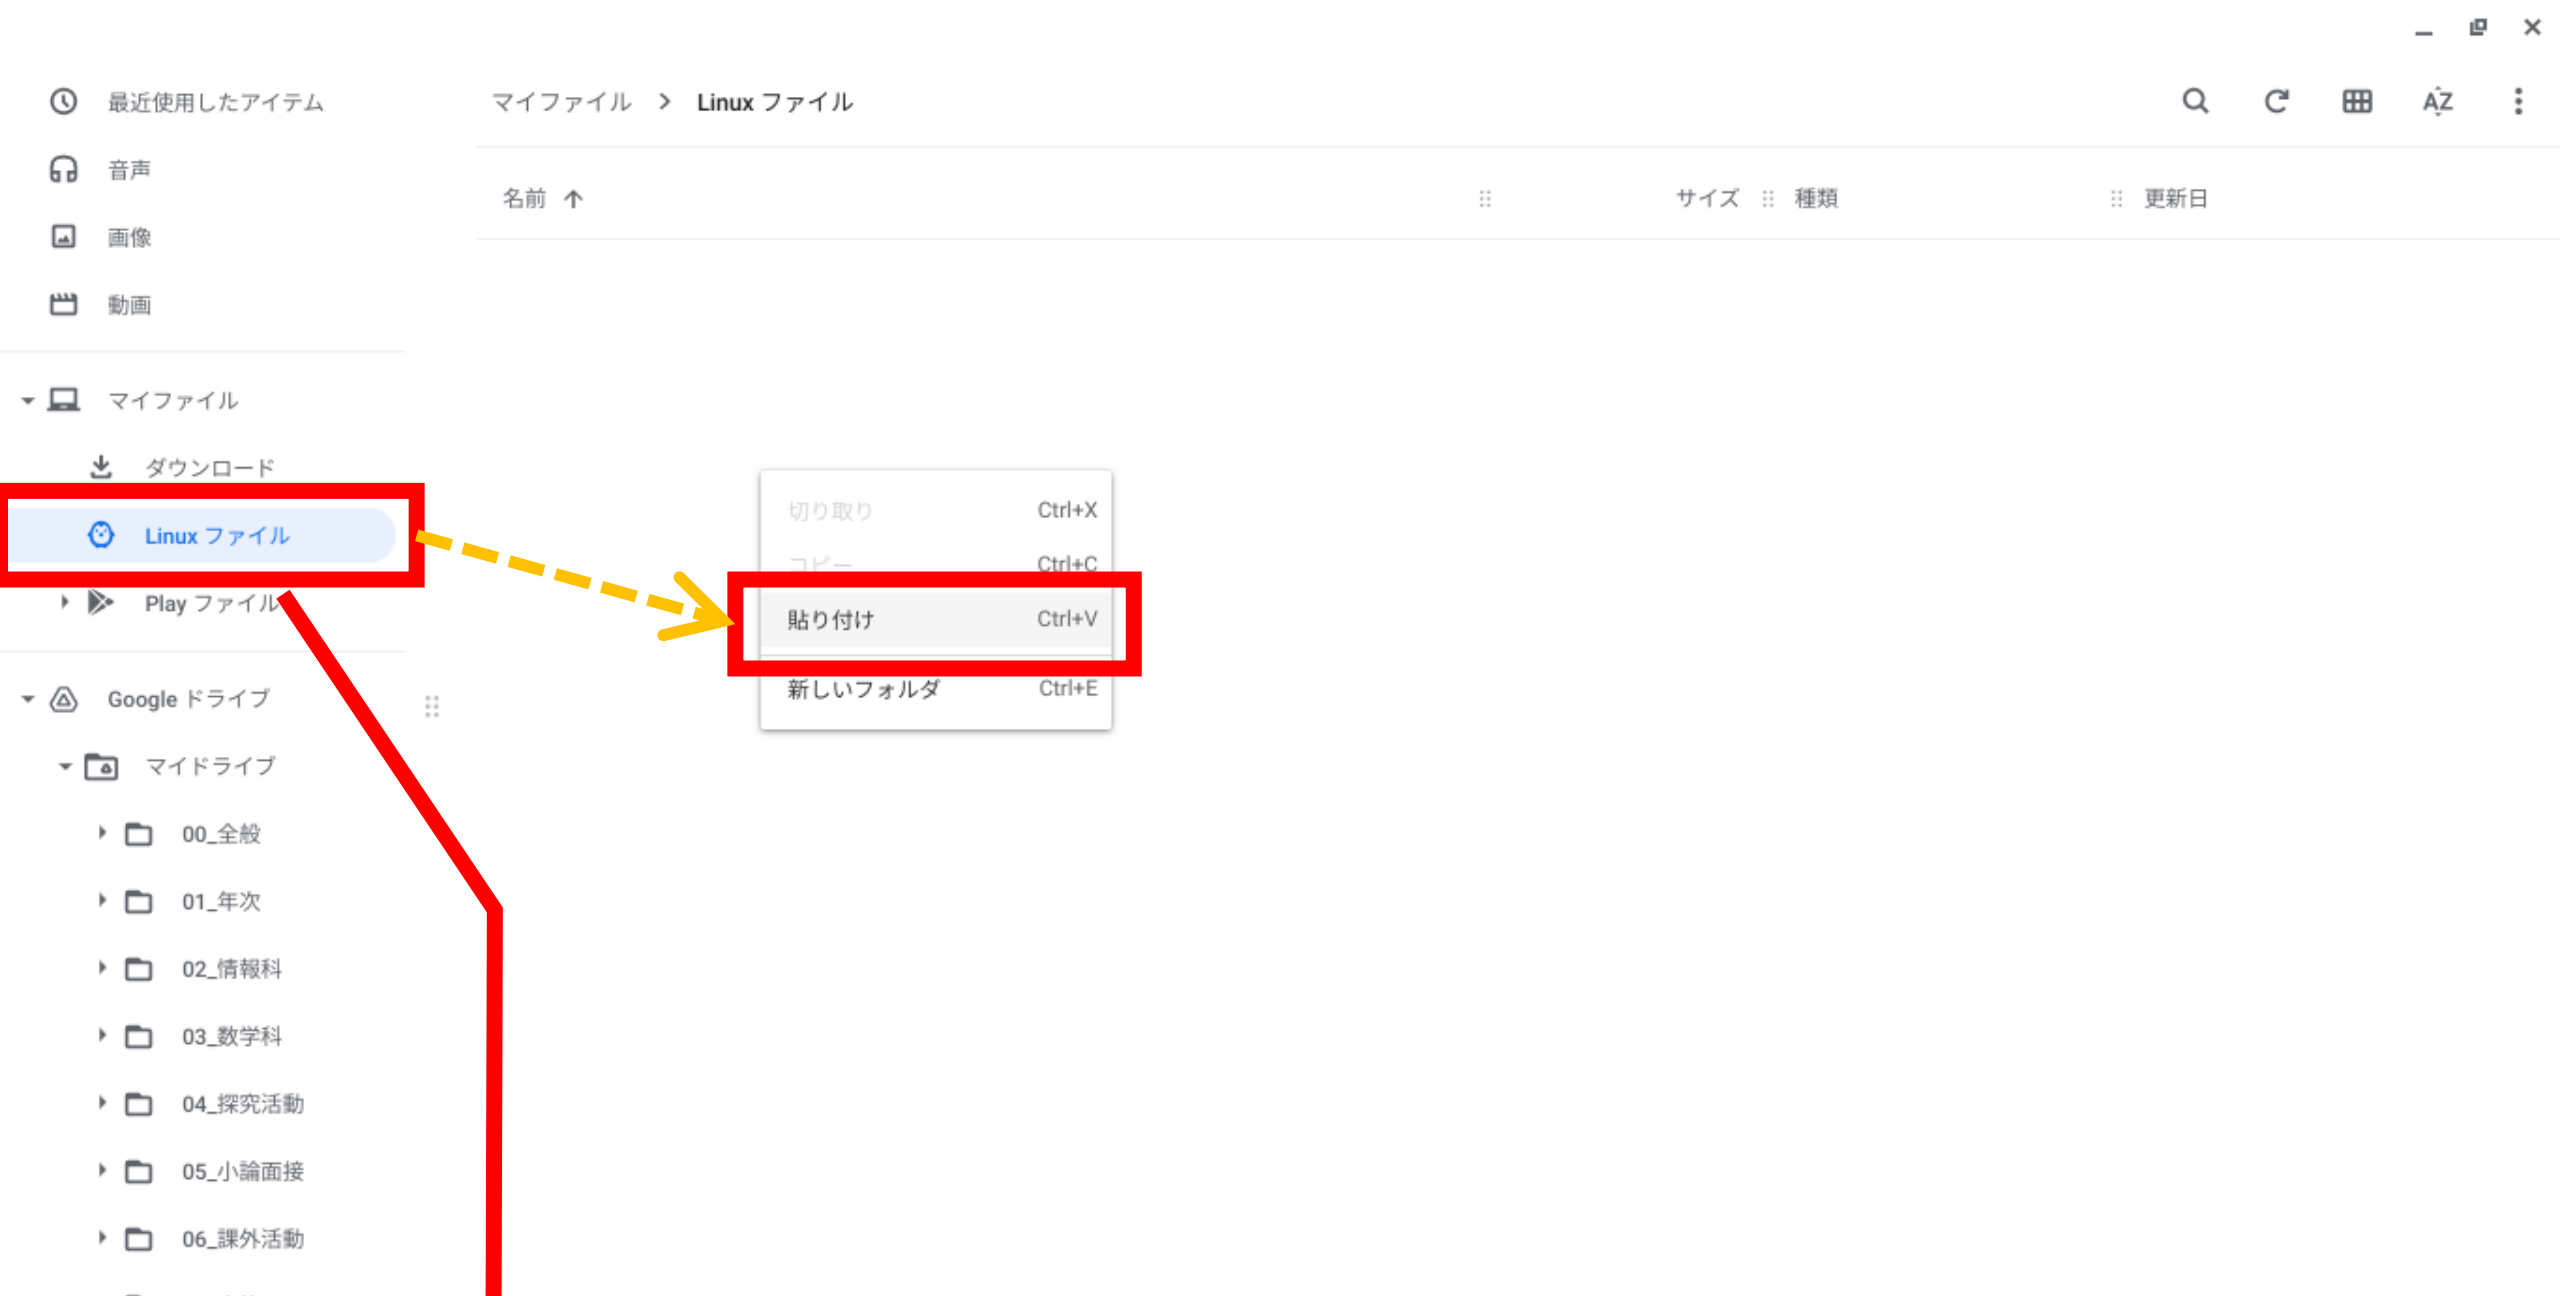 最近使用したアイテム
音声
画像
動画
マイファイル
ダウンロード
Linux ファイル
Play ファイル
Google ドライブ
マイドライブ
00_全般
01_年次
02_情報科
03_数学科
04_探究活動
05_小論面接
06_課外活動
マイファイル > Linux ファイル
AZ
名前 サイズ 種類 更新日
切り取り Ctrl+X
コピー Ctrl+C
貼り付け Ctrl+V
新しいフォルダ Ctrl+E